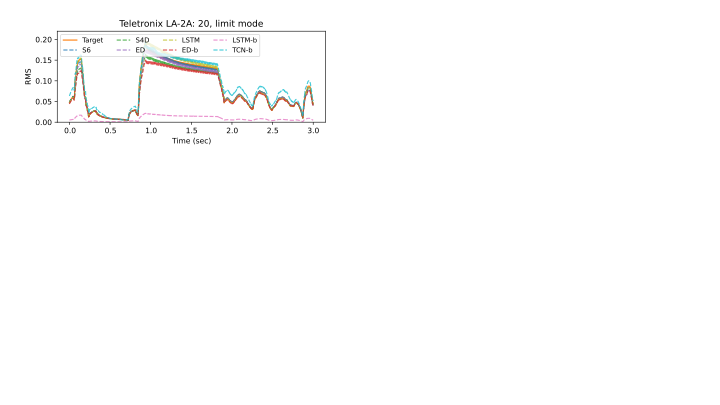 Teletronix LA-2A: 20, limit mode
Target S4D LSTM LSTM-b
S6 ED ED-b TCN-b
0.20
0.15
0.10
0.05
0.00
RMS
0.0 0.5 1.0 1.5 2.0 2.5 3.0
Time (sec)